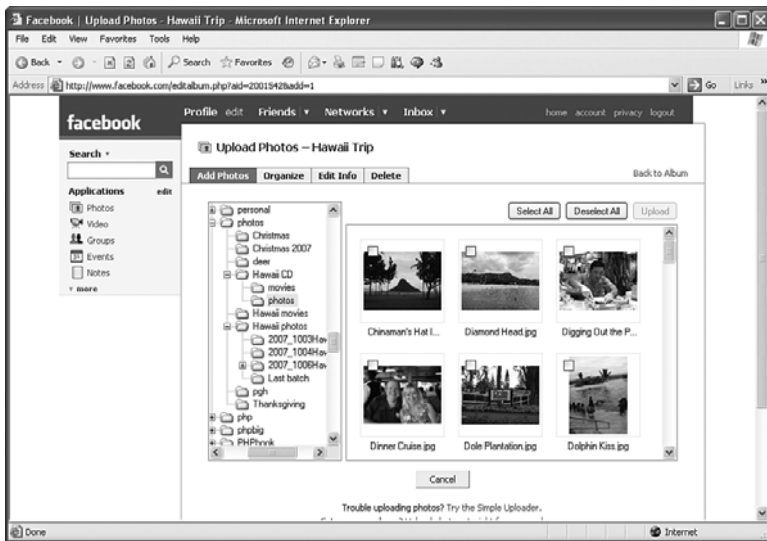 Facebook | Upload Photos - Hawaii Trip - Microsoft Internet Explorer
File Edit View Favorites Tools Help
Back Search Favorites
Address http://www.facebook.com/editalbum.php?aid=2001542&add=1 Go Links »
facebook
Profile edit Friends Networks Inbox home account privacy logout
Search
Applications edit
Photos
Video
Groups
Events
Notes
more
Upload Photos – Hawaii Trip
Add Photos Organize Edit Info Delete Back to Album
personal
photos
Christmas
Christmas 2007
deer
Hawaii CD
movies
photos
Hawaii movies
Hawaii photos
2007_1003Haw
2007_1004Haw
2007_1006Haw
Last batch
pgh
Thanksgiving
php
phpbig
PHPbook
Select All Deselect All Upload
Chinaman's Hat I... Diamond Head.jpg Digging Out the P...
Dinner Cruise.jpg Dole Plantation.jpg Dolphin Kiss.jpg
Cancel
Trouble uploading photos? Try the Simple Uploader.
Done Internet